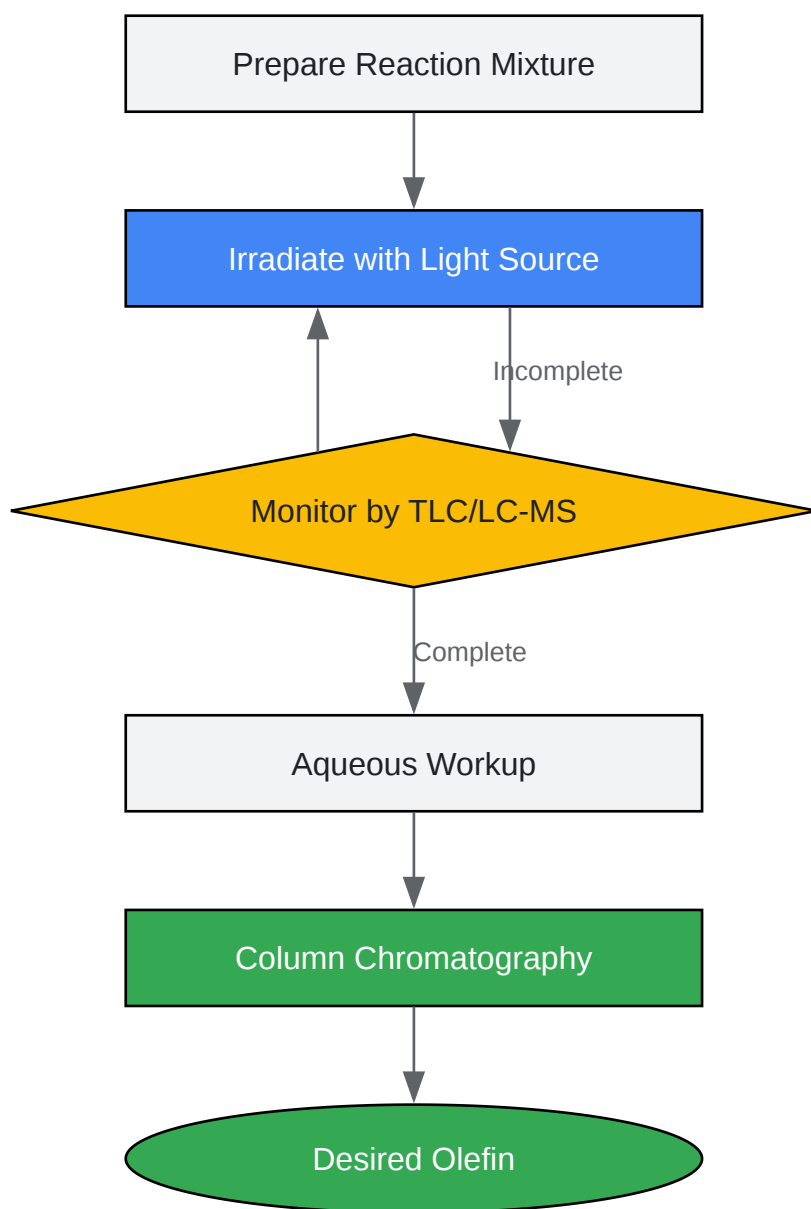 Prepare Reaction Mixture
Irradiate with Light Source
Incomplete
Monitor by TLC/LC-MS
Complete
Aqueous Workup
Column Chromatography
Desired Olefin